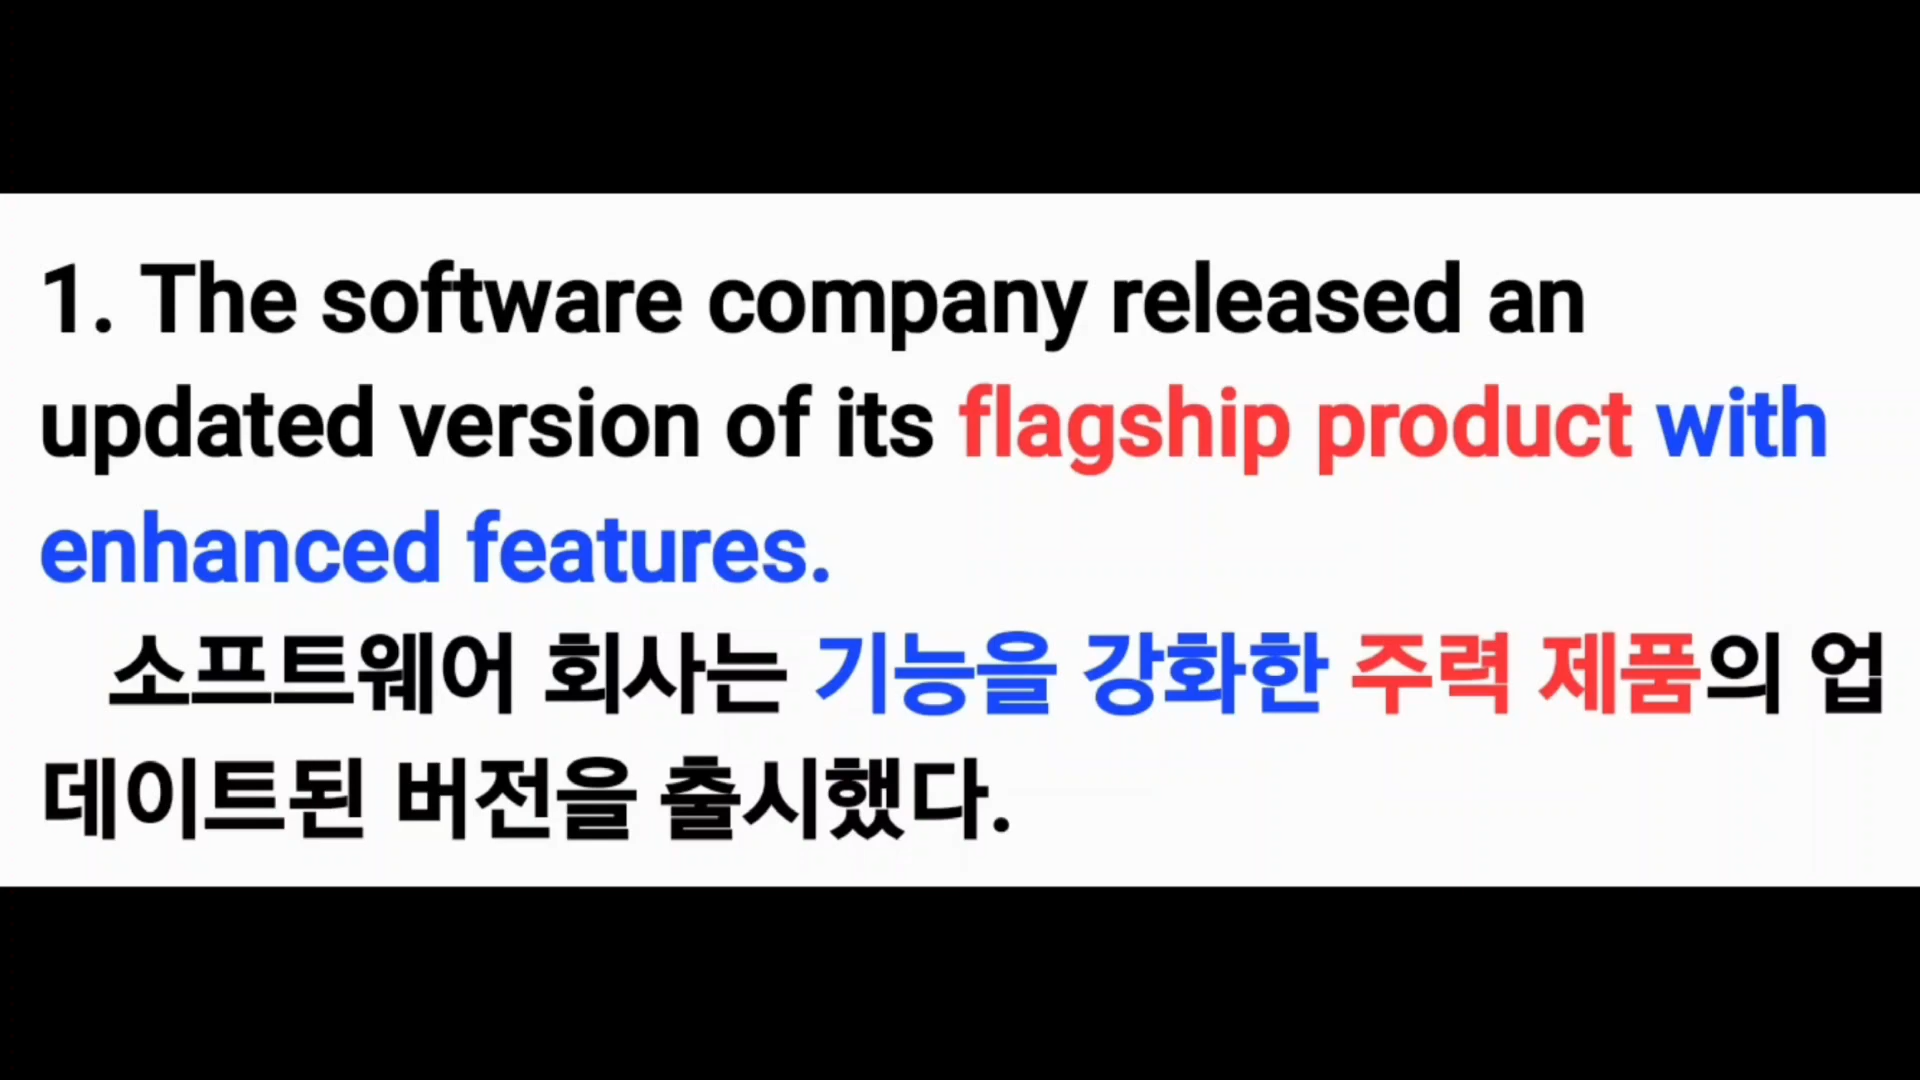 1. The software company released an
updated version of its flagship product with
enhanced features.
소프트웨어 회사는 기능을 강화한 주력 제품의 업
데이트된 버전을 출시했다.